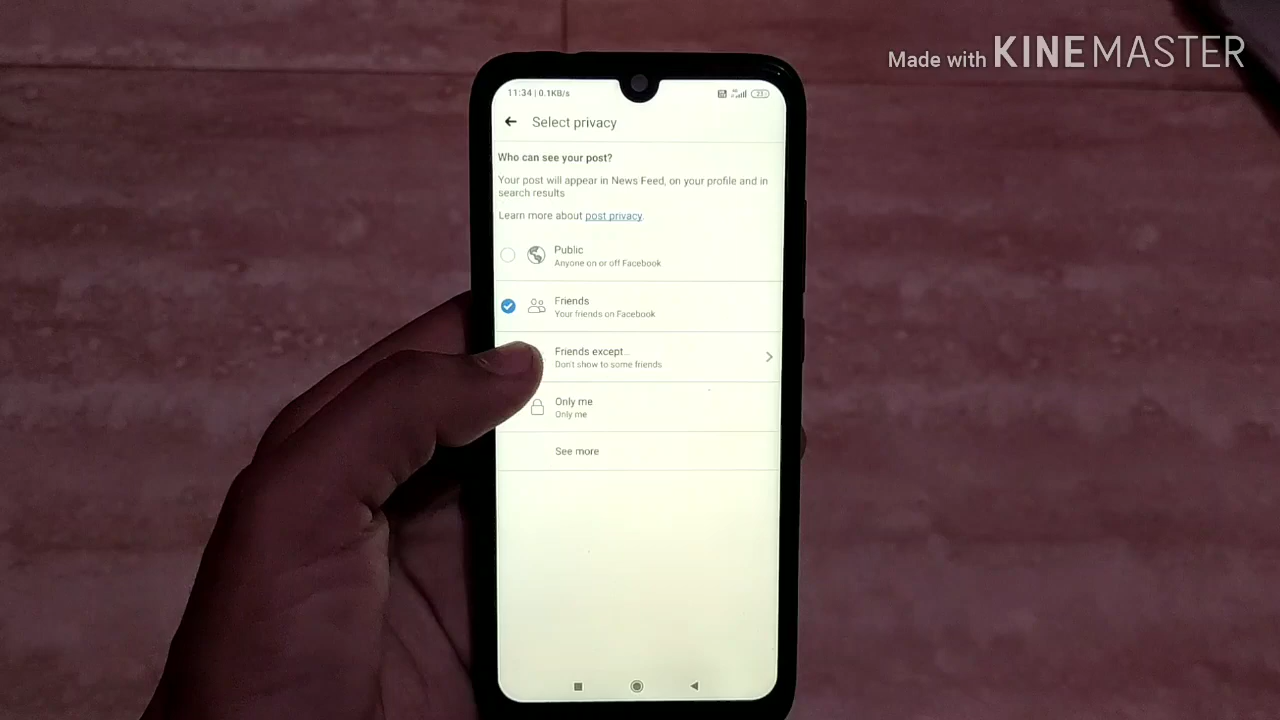 Made with KINEMASTER
11:34 | 0.1KB/s
4G 23
Select privacy
Who can see your post?
Your post will appear in News Feed, on your profile and in
search results
Learn more about post privacy.
Public
Anyone on or off Facebook
Friends
Your friends on Facebook
Friends except...
Don't show to some friends
Only me
Only me
See more